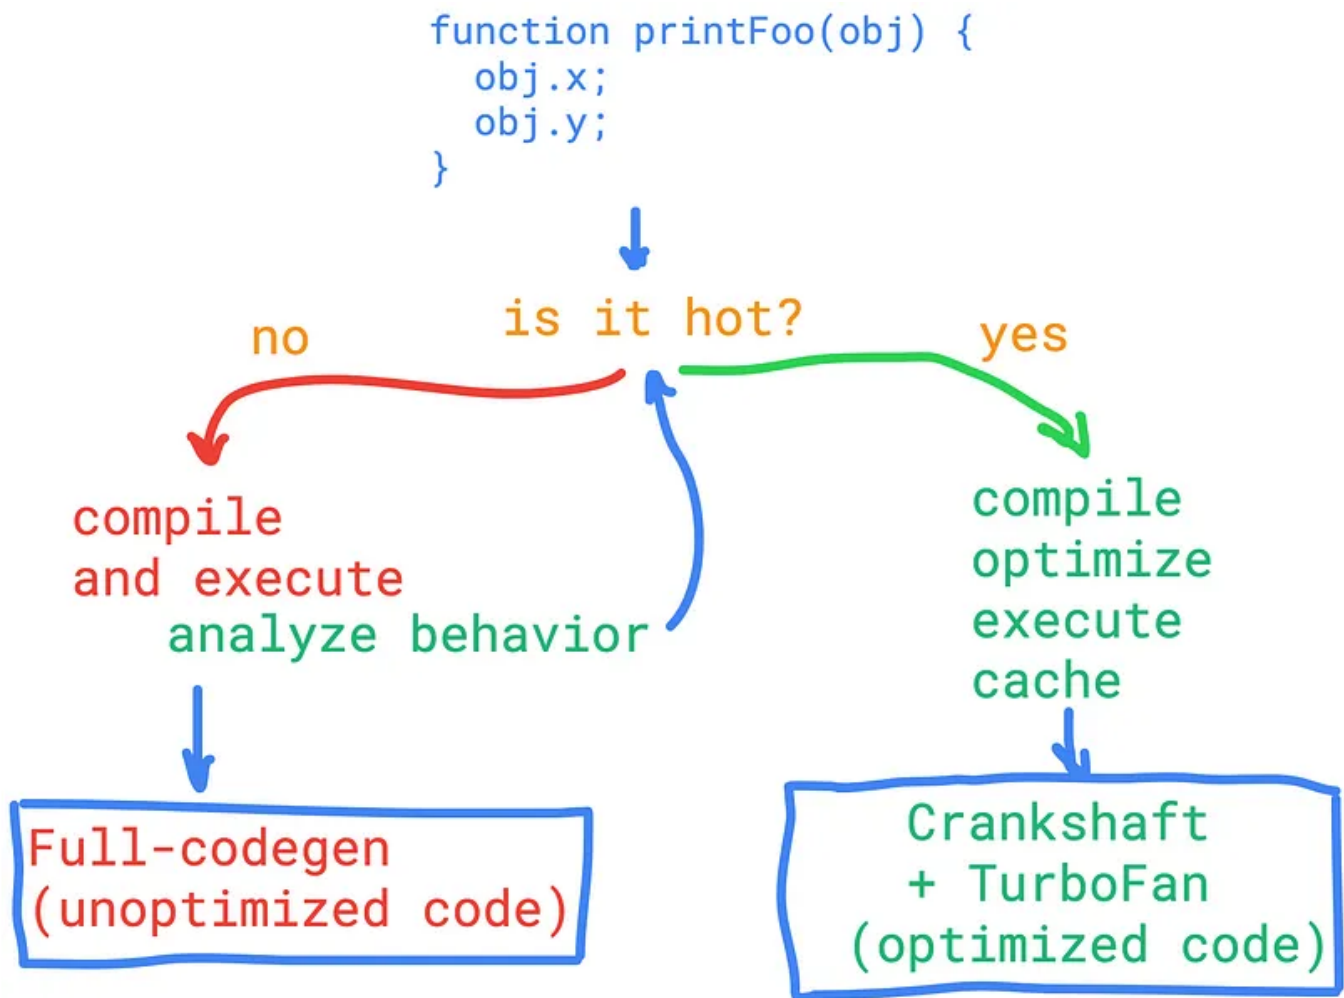 function printFoo(obj) {
  obj.x;
  obj.y;
}
is it hot?
no
yes
compile
and execute
analyze behavior
compile
optimize
execute
cache
Full-codegen
(unoptimized code)
Crankshaft
+ TurboFan
(optimized code)